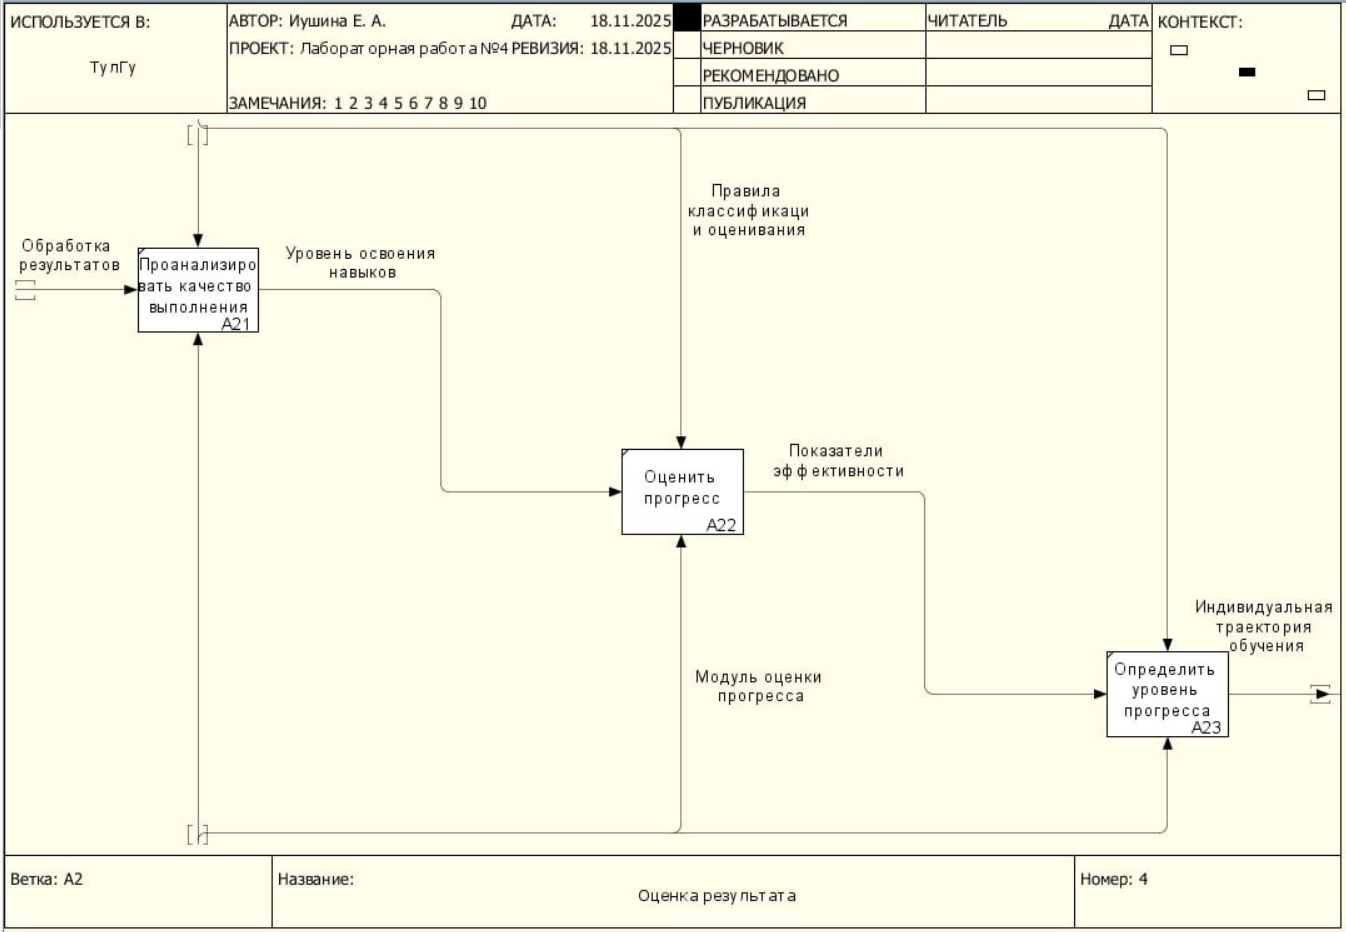 ИСПОЛЬЗУЕТСЯ В:
ТулГу
АВТОР: Иушина Е. А. ДАТА: 18.11.2025
ПРОЕКТ: Лабораторная работа №4 РЕВИЗИЯ: 18.11.2025
ЗАМЕЧАНИЯ: 1 2 3 4 5 6 7 8 9 10
РАЗРАБАТЫВАЕТСЯ
ЧЕРНОВИК
РЕКОМЕНДОВАНО
ПУБЛИКАЦИЯ
ЧИТАТЕЛЬ ДАТА
КОНТЕКСТ:
Правила
классификаци
и оценивания
Обработка
результатов
Проанализиро
вать качество
выполнения
A21
Уровень освоения
навыков
Оценить
прогресс
A22
Показатели
эффективности
Модуль оценки
прогресса
Индивидуальная
траектория
обучения
Определить
уровень
прогресса
A23
Ветка: A2
Название:
Оценка результата
Номер: 4